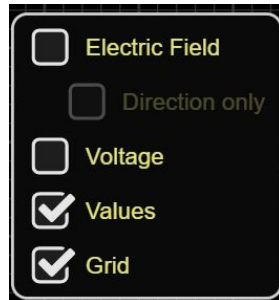 Electric Field
Direction only
Voltage
Values
Grid